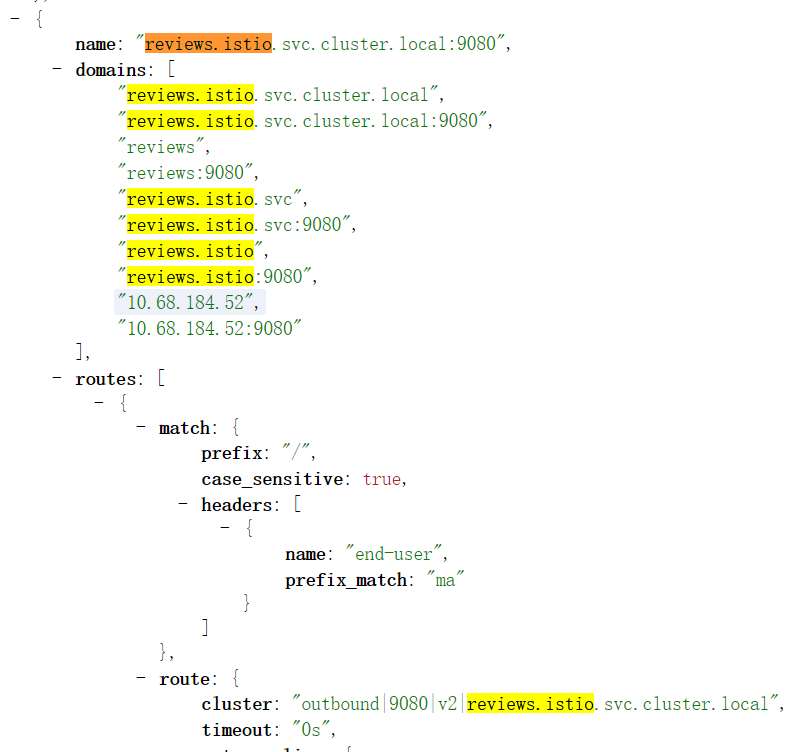 - {
name: "reviews.istio.svc.cluster.local:9080",
- domains: [
"reviews.istio.svc.cluster.local",
"reviews.istio.svc.cluster.local:9080",
"reviews",
"reviews:9080",
"reviews.istio.svc",
"reviews.istio.svc:9080",
"reviews.istio",
"reviews.istio:9080",
"10.68.184.52",
"10.68.184.52:9080"
],
- routes: [
- {
- match: {
prefix: "/",
case_sensitive: true,
- headers: [
- {
name: "end-user",
prefix_match: "ma"
}
]
},
- route: {
cluster: "outbound|9080|v2|reviews.istio.svc.cluster.local",
timeout: "0s",